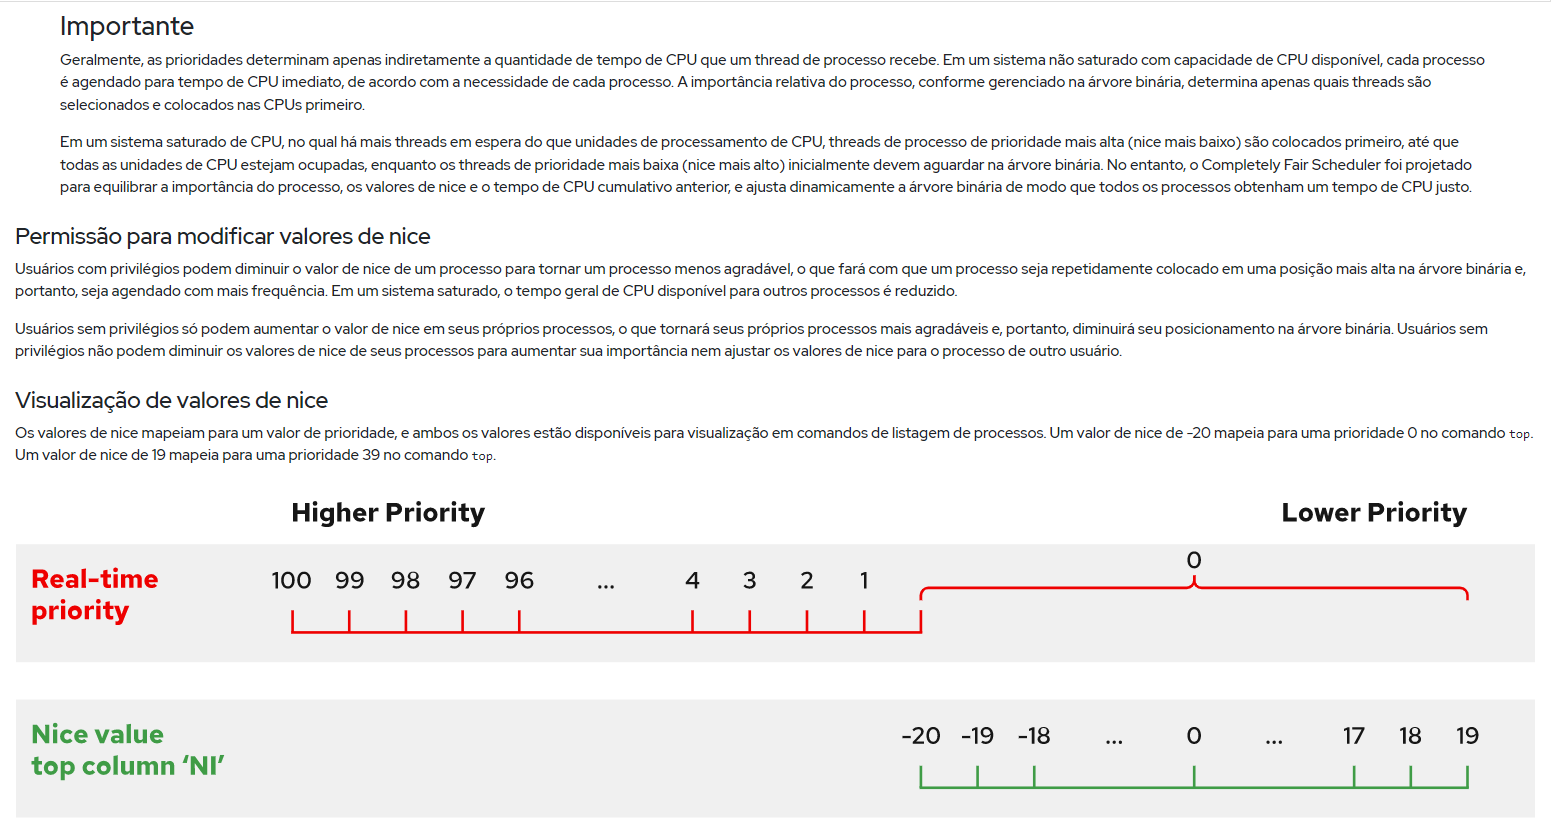 Importante
Geralmente, as prioridades determinam apenas indiretamente a quantidade de tempo de CPU que um thread de processo recebe. Em um sistema não saturado com capacidade de CPU disponível, cada processo
é agendado para tempo de CPU imediato, de acordo com a necessidade de cada processo. A importância relativa do processo, conforme gerenciado na árvore binária, determina apenas quais threads são
selecionados e colocados nas CPUs primeiro.
Em um sistema saturado de CPU, no qual há mais threads em espera do que unidades de processamento de CPU, threads de processo de prioridade mais alta (nice mais baixo) são colocados primeiro, até que
todas as unidades de CPU estejam ocupadas, enquanto os threads de prioridade mais baixa (nice mais alto) inicialmente devem aguardar na árvore binária. No entanto, o Completely Fair Scheduler foi projetado
para equilibrar a importância do processo, os valores de nice e o tempo de CPU cumulativo anterior, e ajusta dinamicamente a árvore binária de modo que todos os processos obtenham um tempo de CPU justo.
Permissão para modificar valores de nice
Usuários com privilégios podem diminuir o valor de nice de um processo para tornar um processo menos agradável, o que fará com que um processo seja repetidamente colocado em uma posição mais alta na árvore binária e,
portanto, seja agendado com mais frequência. Em um sistema saturado, o tempo geral de CPU disponível para outros processos é reduzido.
Usuários sem privilégios só podem aumentar o valor de nice em seus próprios processos, o que tornará seus próprios processos mais agradáveis e, portanto, diminuirá seu posicionamento na árvore binária. Usuários sem
privilégios não podem diminuir os valores de nice de seus processos para aumentar sua importância nem ajustar os valores de nice para o processo de outro usuário.
Visualização de valores de nice
Os valores de nice mapeiam para um valor de prioridade, e ambos os valores estão disponíveis para visualização em comandos de listagem de processos. Um valor de nice de -20 mapeia para uma prioridade 0 no comando top.
Um valor de nice de 19 mapeia para uma prioridade 39 no comando top.
Higher Priority Lower Priority
Real-time
priority
100 99 98 97 96 ... 4 3 2 1 0
Nice value
top column ‘NI’
-20 -19 -18 ... 0 ... 17 18 19